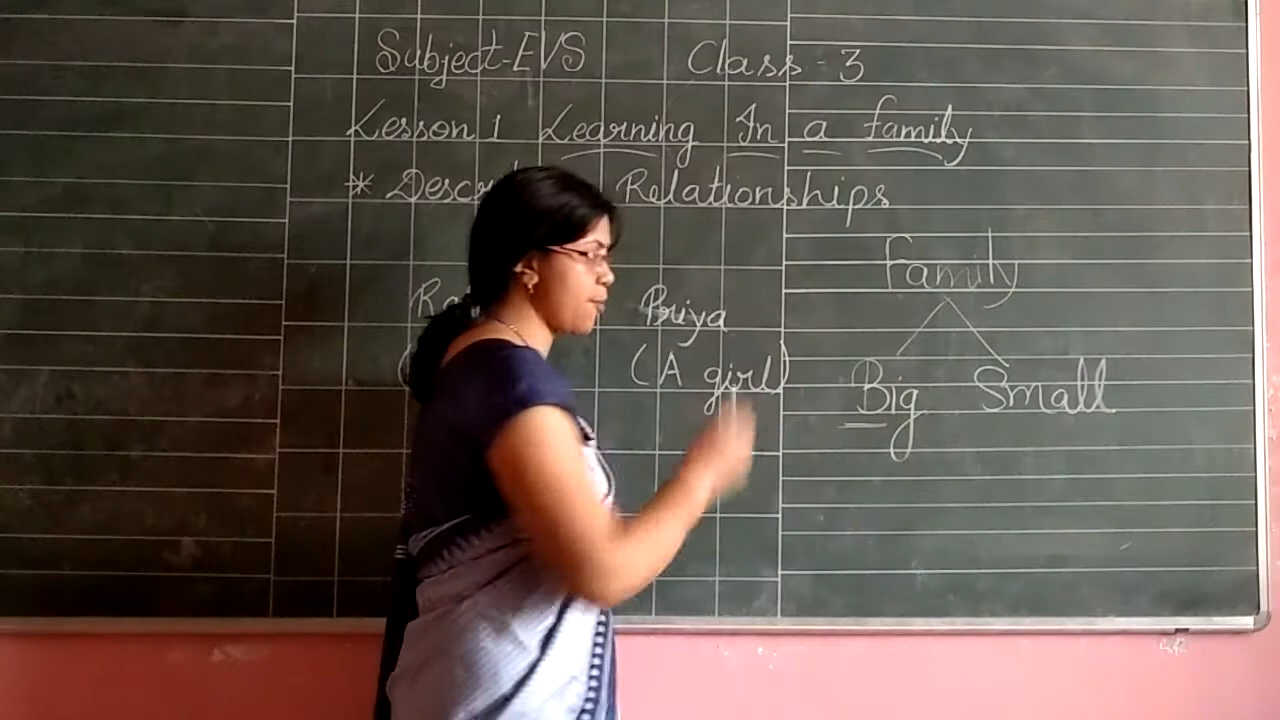 Subject-EVS Class - 3
Lesson 1 Learning In a family
* Relationships
Family
Priya
(A girl)
Big Small